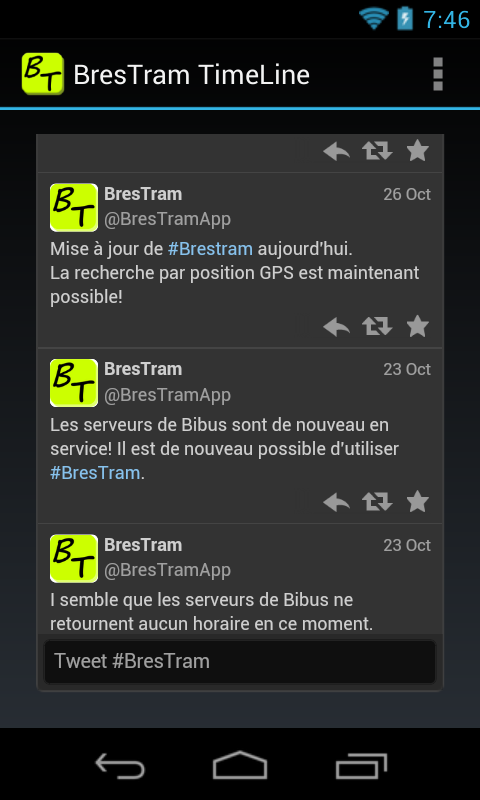 7:46
BT BresTram TimeLine
BT BresTram 26 Oct
@BresTramApp
Mise à jour de #Brestram aujourd'hui.
La recherche par position GPS est maintenant
possible!
BT BresTram 23 Oct
@BresTramApp
Les serveurs de Bibus sont de nouveau en
service! Il est de nouveau possible d'utiliser
#BresTram.
BT BresTram 23 Oct
@BresTramApp
I semble que les serveurs de Bibus ne
retournent aucun horaire en ce moment.
Tweet #BresTram